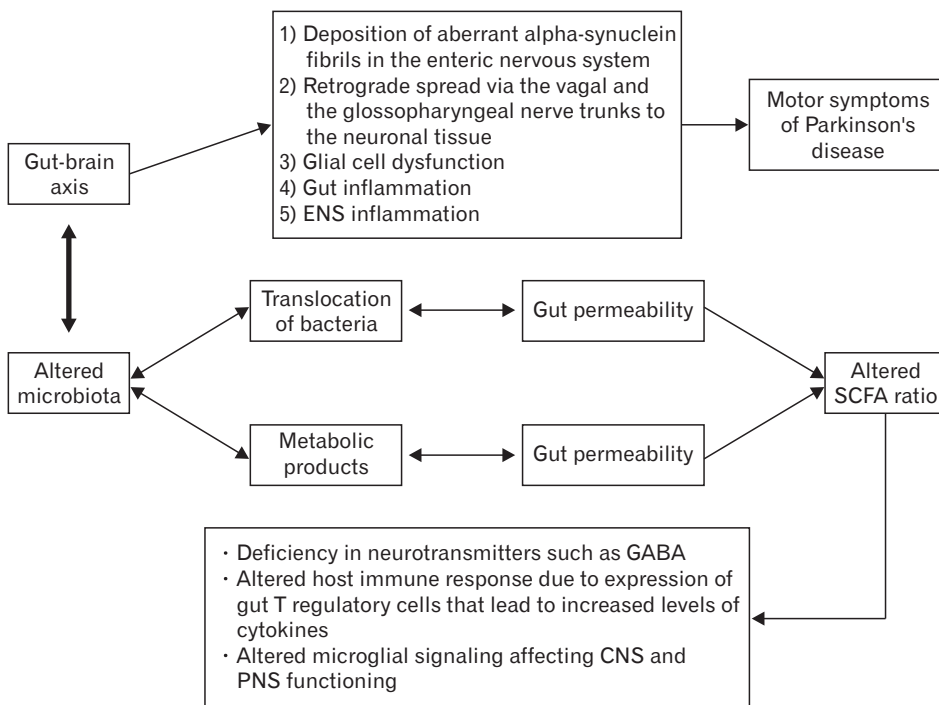 1) Deposition of aberrant alpha-synuclein
fibrils in the enteric nervous system
2) Retrograde spread via the vagal and
the glossopharyngeal nerve trunks to
the neuronal tissue
3) Glial cell dysfunction
4) Gut inflammation
5) ENS inflammation
Motor symptoms
of Parkinson's
disease
Gut-brain
axis
Translocation
of bacteria
Gut permeability
Altered
microbiota
Altered
SCFA ratio
Metabolic
products
Gut permeability
· Deficiency in neurotransmitters such as GABA
· Altered host immune response due to expression of
gut T regulatory cells that lead to increased levels of
cytokines
· Altered microglial signaling affecting CNS and
PNS functioning